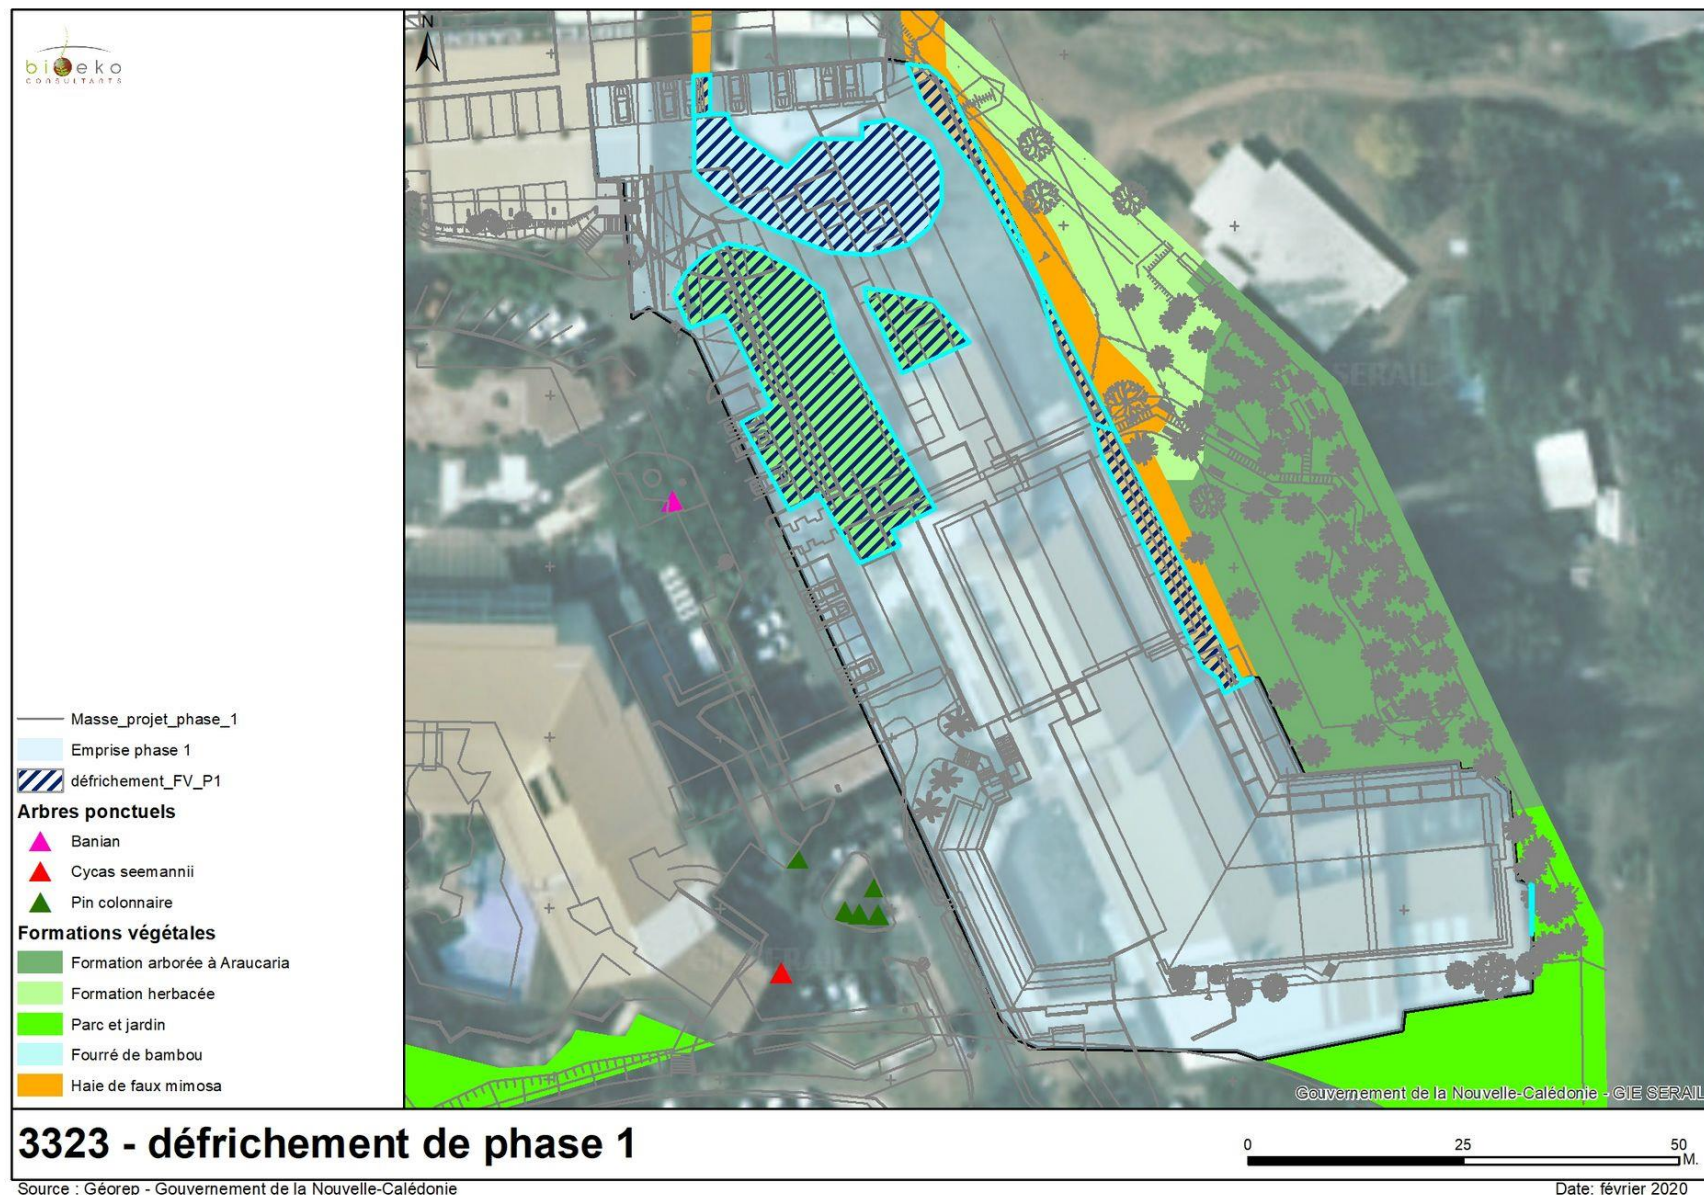 bioeko
CONSULTANTS
N
Masse_projet_phase_1
Emprise phase 1
défrichement_FV_P1
Arbres ponctuels
Banian
Cycas seemannii
Pin colonnaire
Formations végétales
Formation arborée à Araucaria
Formation herbacée
Parc et jardin
Fourré de bambou
Haie de faux mimosa
SERAIL
SERAIL
Gouvernement de la Nouvelle-Calédonie - GIE SERAIL
3323 - défrichement de phase 1
0 25 50
M.
Source : Géorep - Gouvernement de la Nouvelle-Calédonie
Date: février 2020